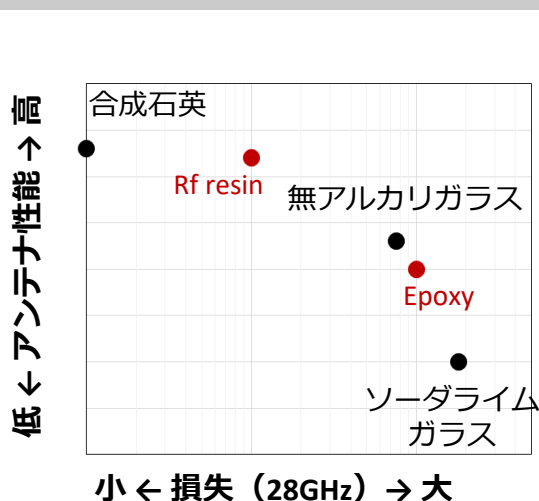 合成石英
Rf resin
無アルカリガラス
Epoxy
ソーダライム
ガラス
低 ← アンテナ性能 → 高
小 ← 損失（28GHz）→ 大